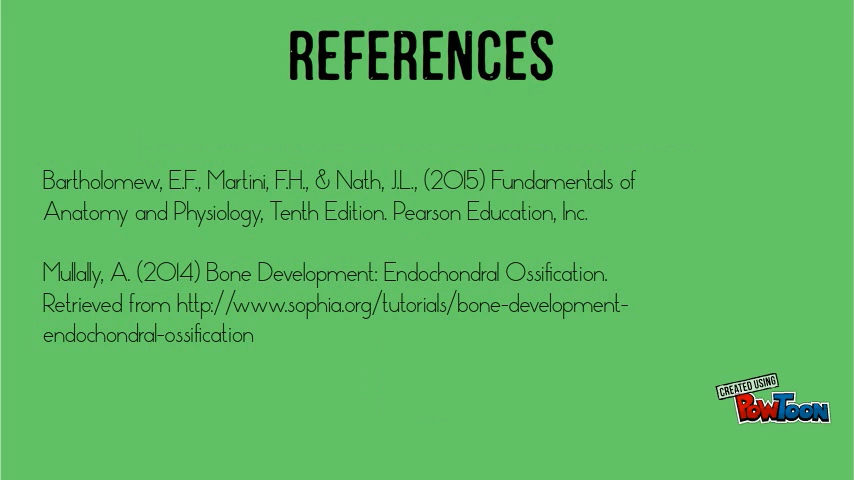 REFERENCES
Bartholomew, E.F., Martini, F.H., & Nath, J.L., (2015) Fundamentals of
Anatomy and Physiology, Tenth Edition. Pearson Education, Inc.
Mullally, A. (2014) Bone Development: Endochondral Ossification.
Retrieved from http://www.sophia.org/tutorials/bone-development-
endochondral-ossification
CREATED USING
POWTOON